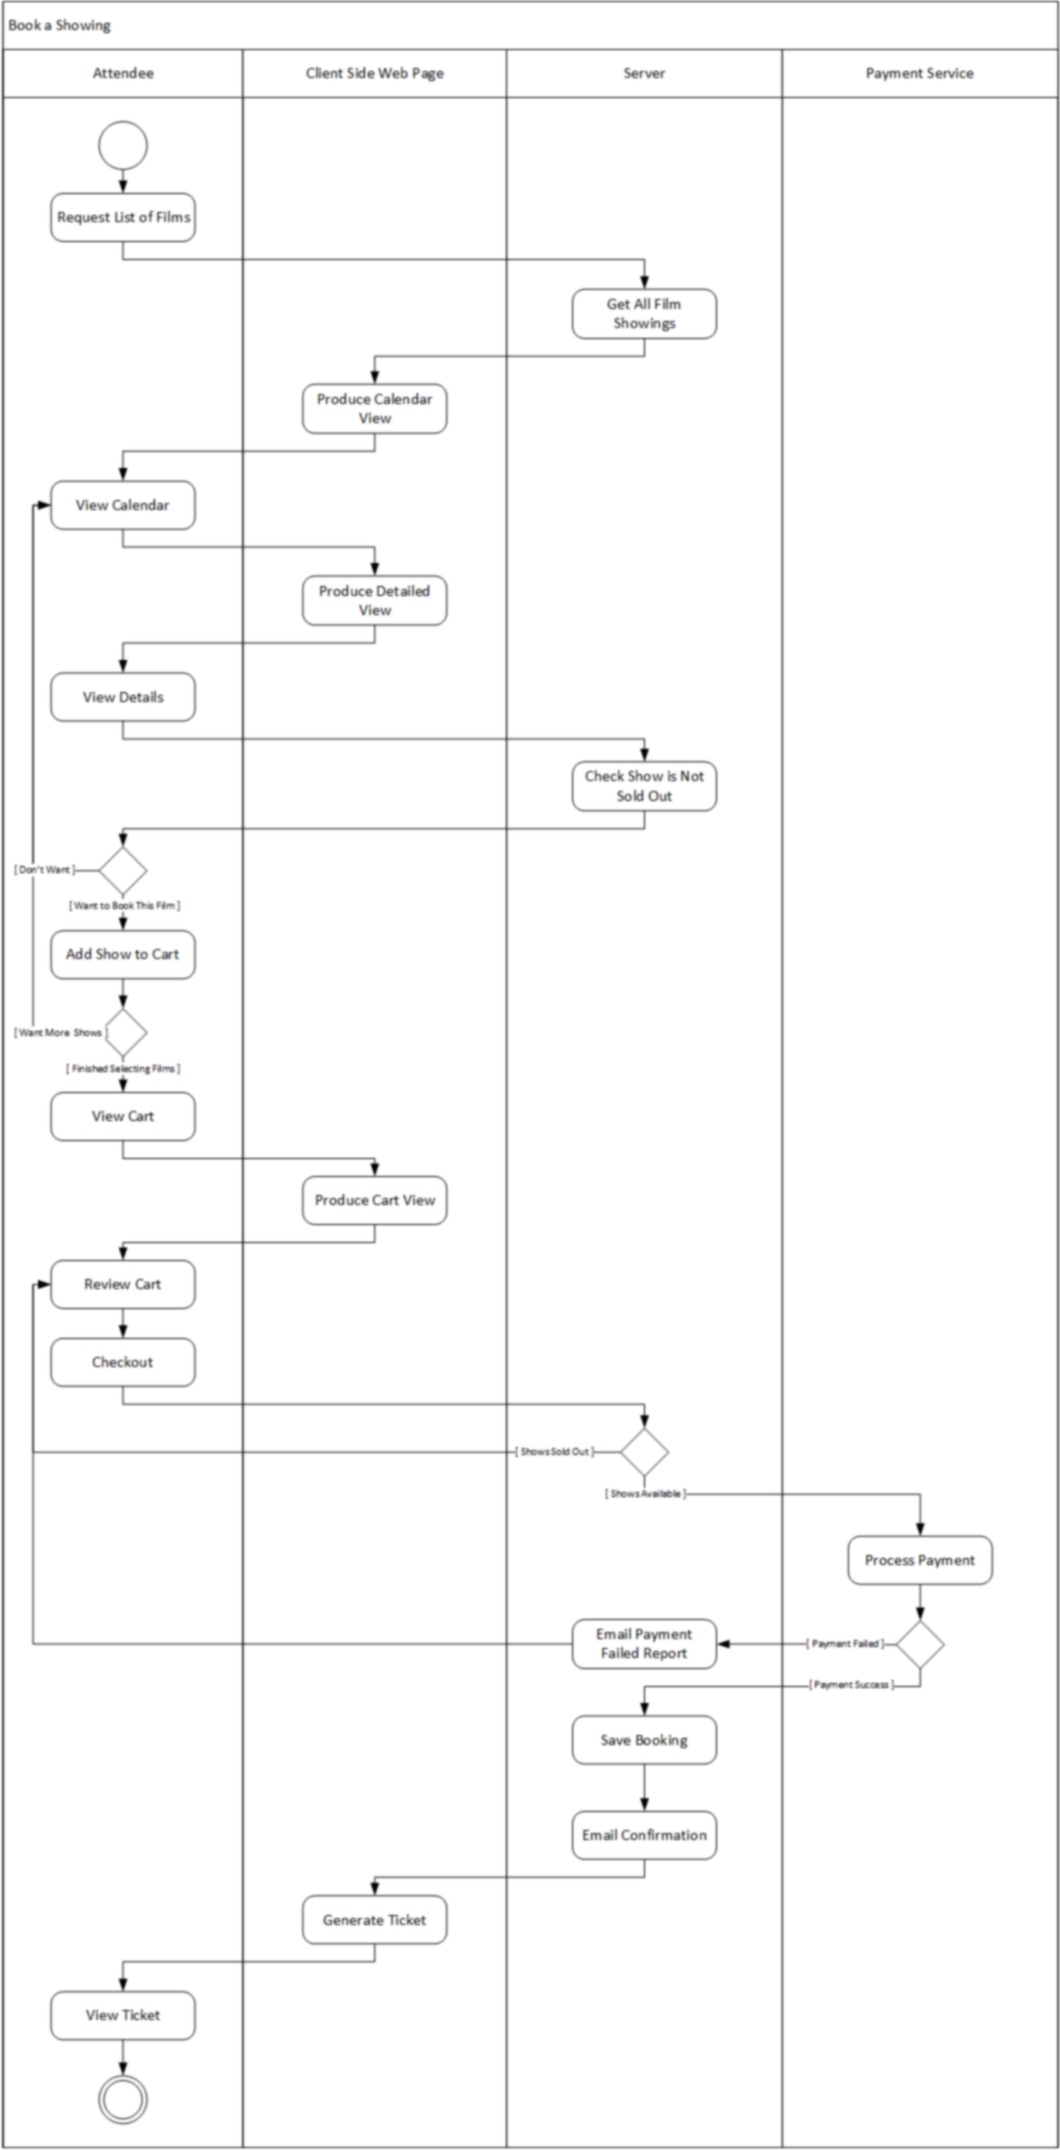 Book a Showing
Attendee
Client Side Web Page
Server
Payment Service
Request List of Films
Get All Film
Showings
Produce Calendar
View
View Calendar
Produce Detailed
View
View Details
Check Show is Not
Sold Out
[ Don't Want ]
[ Want to Book This Film ]
Add Show to Cart
[ Want More Shows ]
[ Finished Selecting Films ]
View Cart
Produce Cart View
Review Cart
Checkout
[ Shows Sold Out ]
[ Shows Available ]
Process Payment
Email Payment
Failed Report
[ Payment Failed ]
[ Payment Success ]
Save Booking
Email Confirmation
Generate Ticket
View Ticket